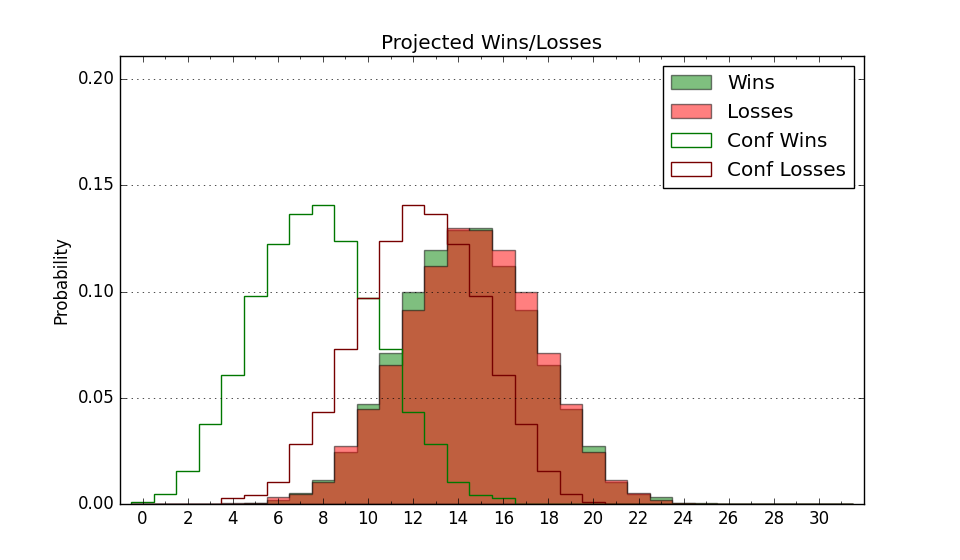 Projected Wins/Losses
0.20
0.15
0.10
0.05
0.00
Probability
Wins
Losses
Conf Wins
Conf Losses
0 2 4 6 8 10 12 14 16 18 20 22 24 26 28 30